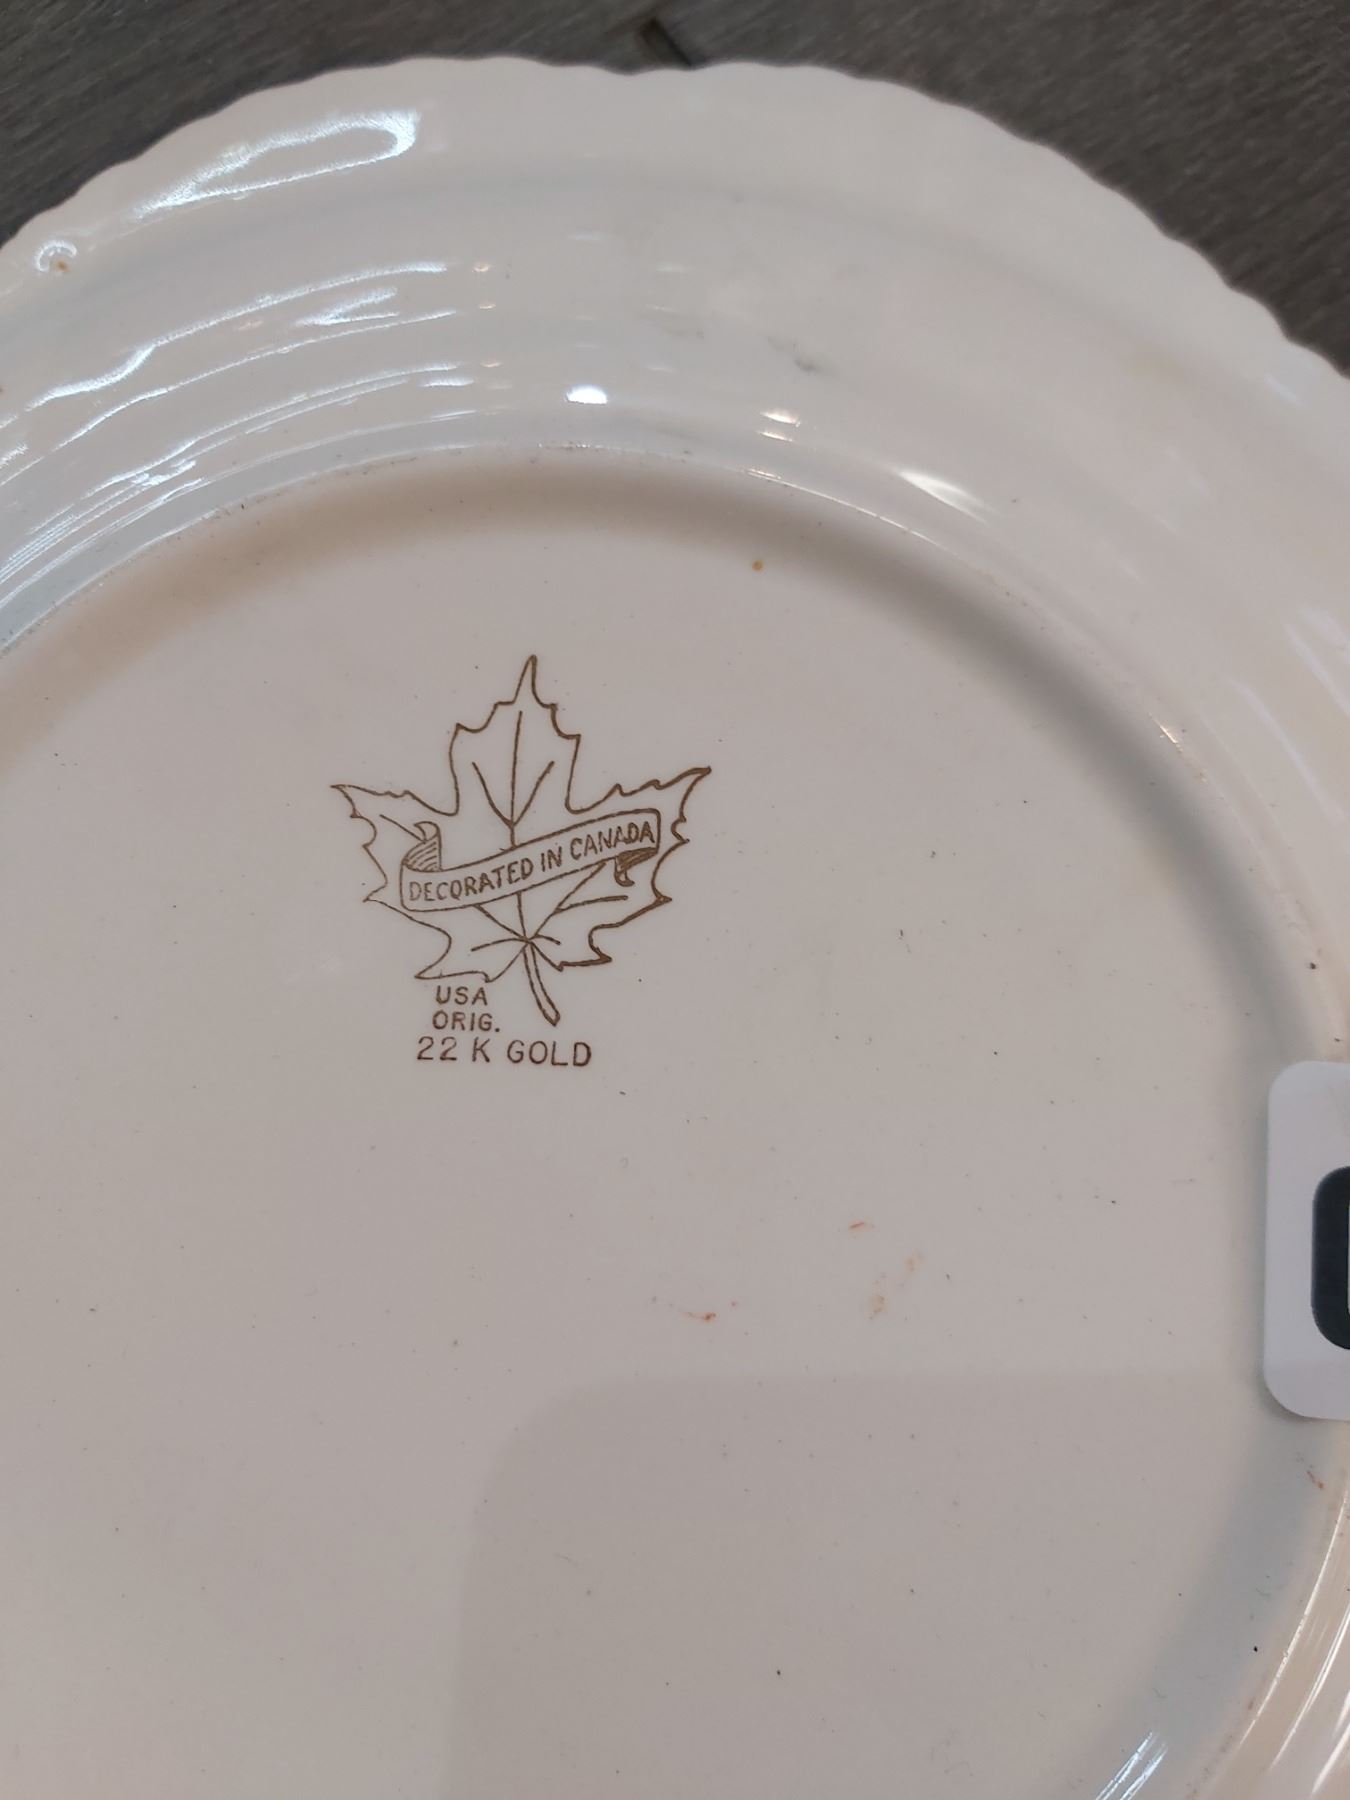 DECORATED IN CANADA
USA
ORIG.
22 K GOLD